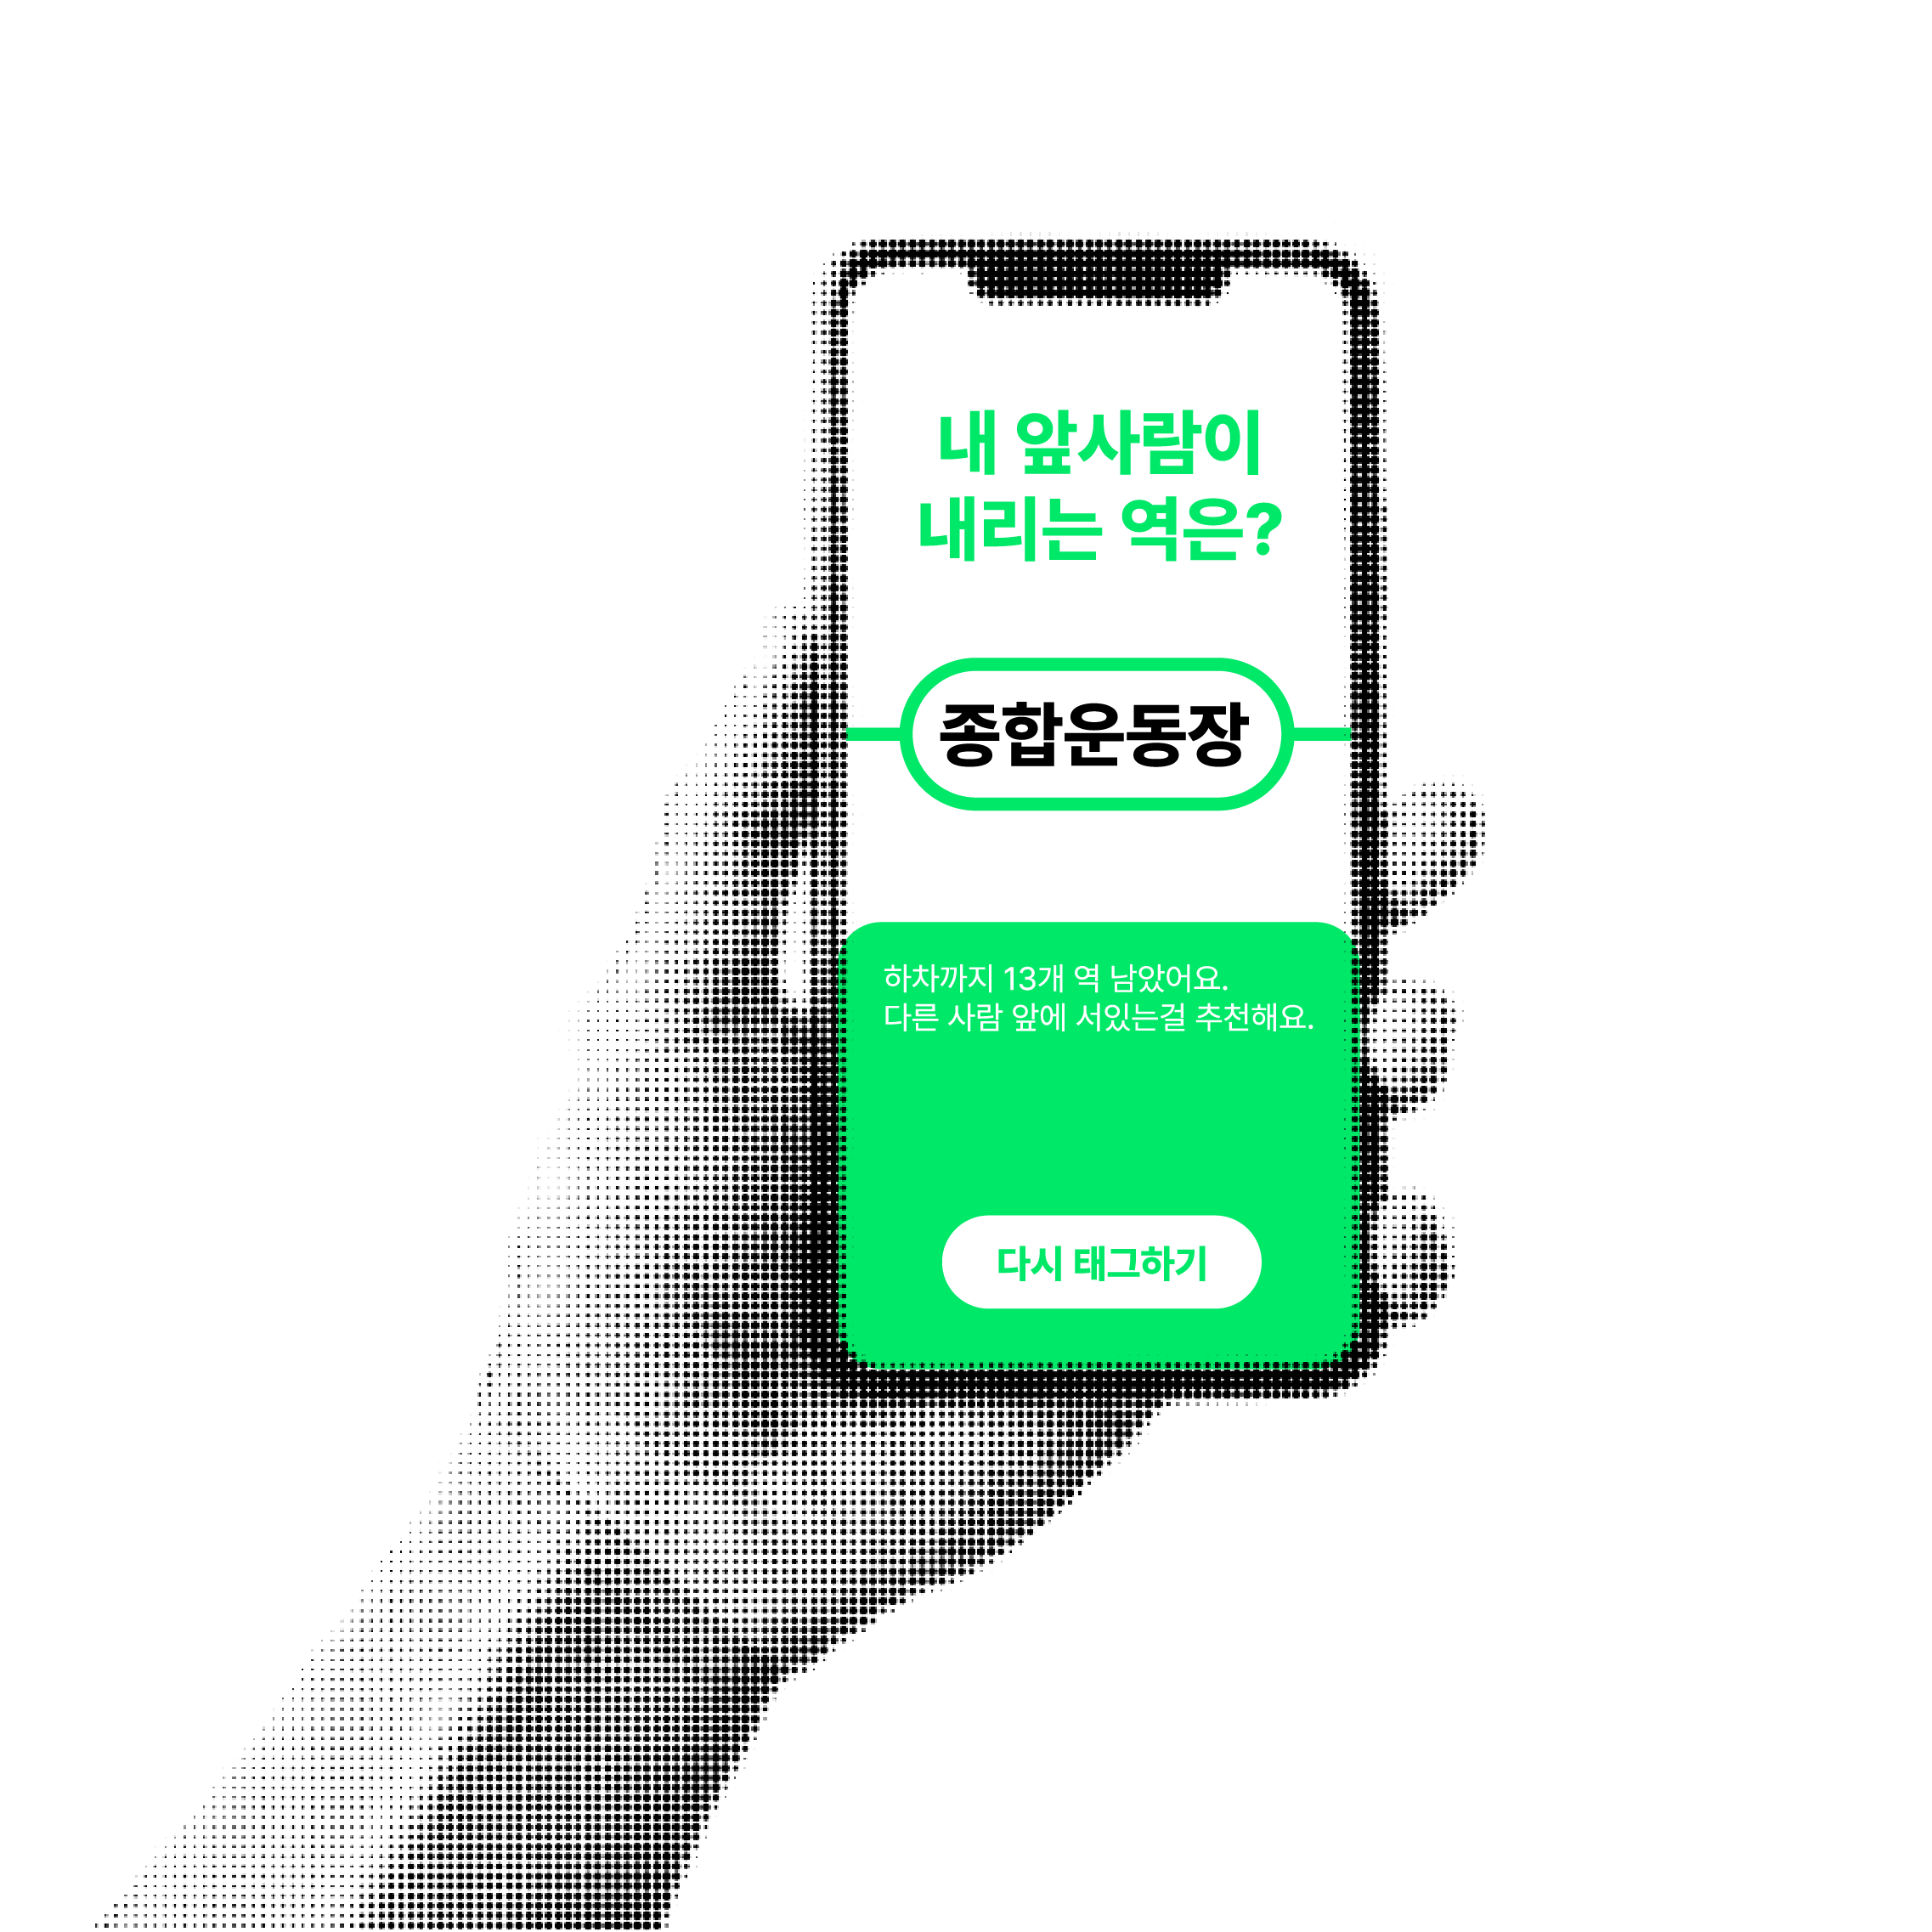 내 앞사람이
내리는 역은?
종합운동장
하차까지 13개 역 남았어요.
다른 사람 앞에 서있는걸 추천해요.
다시 태그하기